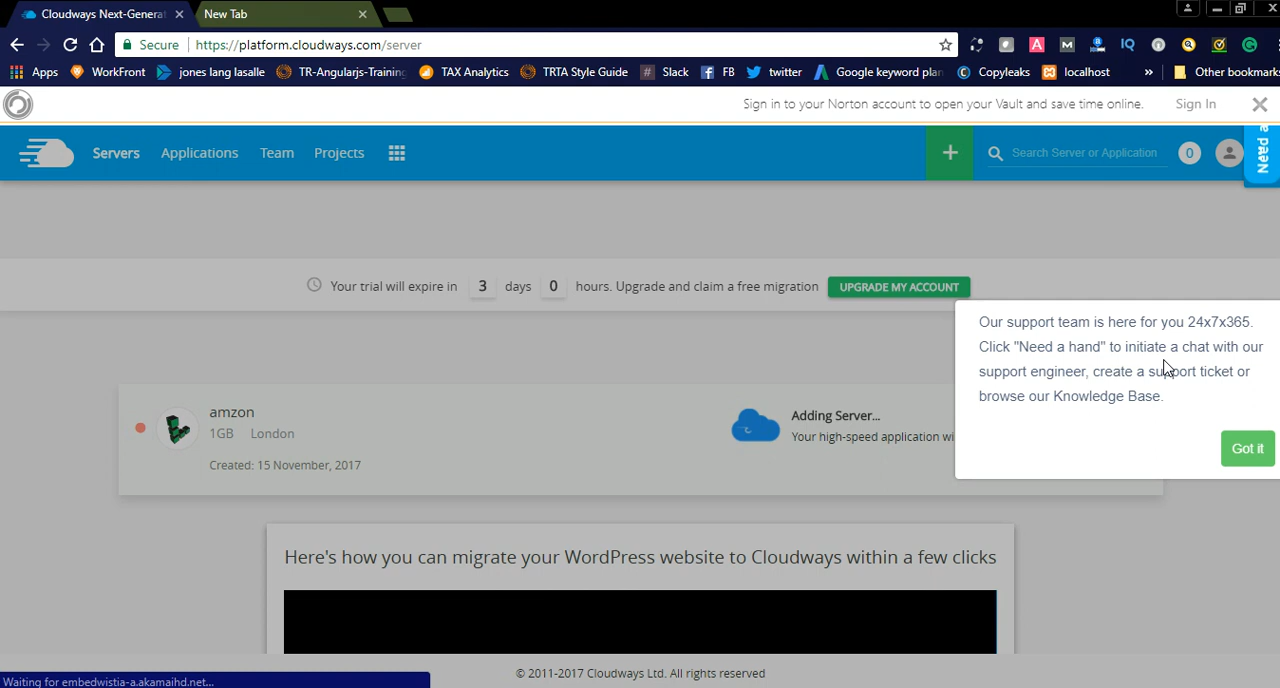 Cloudways Next-Generat
New Tab
Secure
https://platform.cloudways.com/server
Apps
WorkFront
jones lang lasalle
TR-Angularjs-Training
TAX Analytics
TRTA Style Guide
Slack
FB
twitter
Google keyword plan
Copyleaks
localhost
»
Other bookmarks
Sign in to your Norton account to open your Vault and save time online.
Sign In
Servers
Applications
Team
Projects
Search Server or Application
0
Need a
Your trial will expire in 3 days 0 hours. Upgrade and claim a free migration
UPGRADE MY ACCOUNT
Our support team is here for you 24x7x365.
Click "Need a hand" to initiate a chat with our
support engineer, create a support ticket or
browse our Knowledge Base.
Got it
amzon
1GB London
Created: 15 November, 2017
Adding Server...
Your high-speed application wi
Here's how you can migrate your WordPress website to Cloudways within a few clicks
© 2011-2017 Cloudways Ltd. All rights reserved
Waiting for embedwistia-a.akamaihd.net...